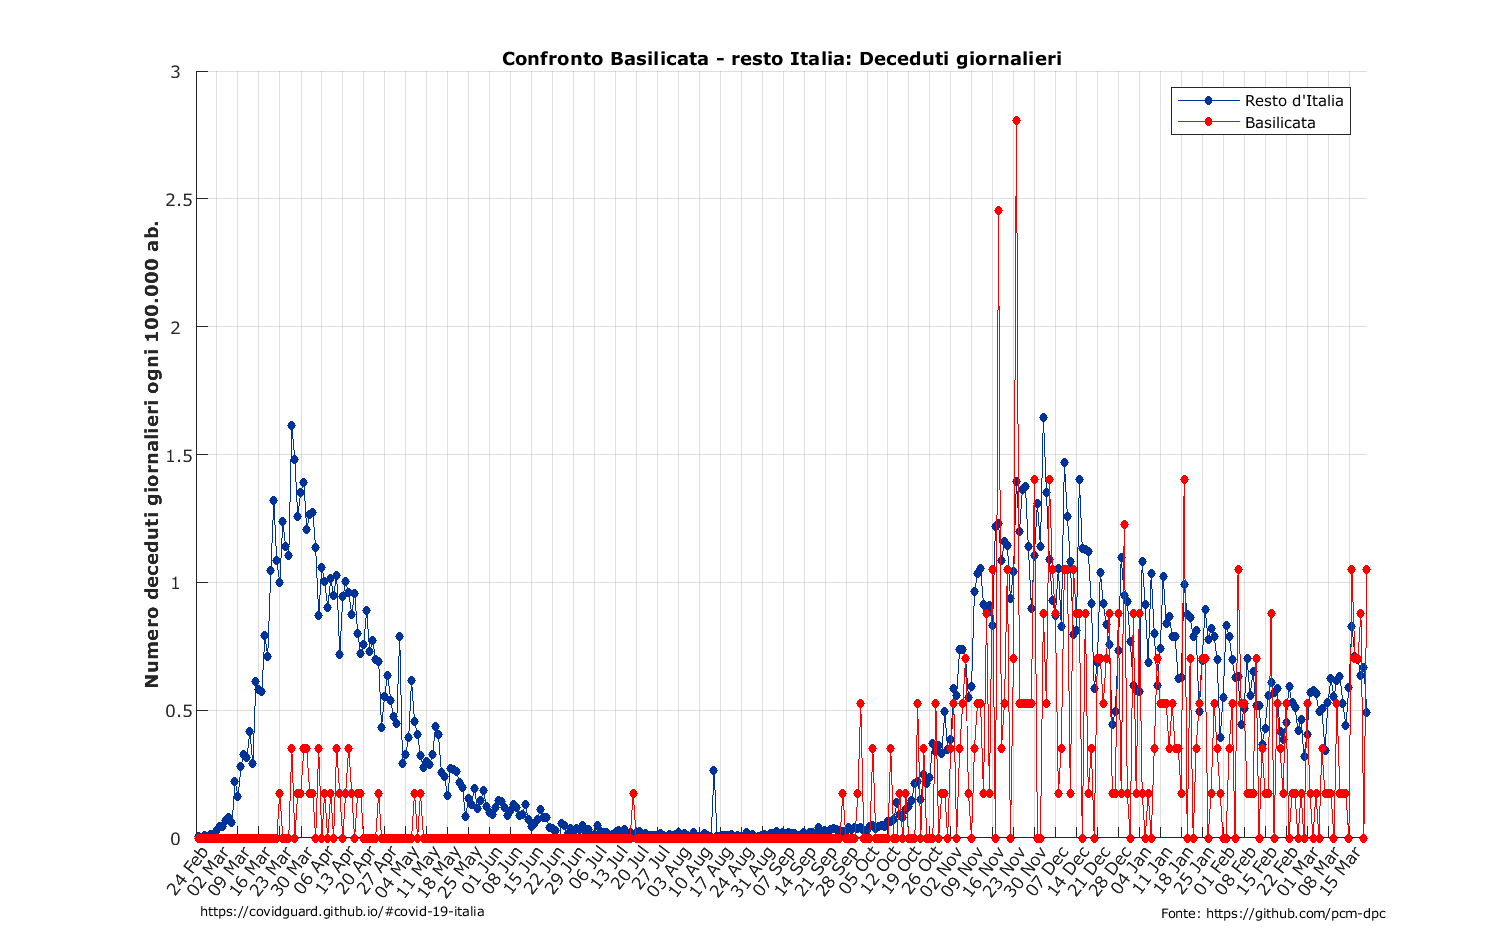 Confronto Basilicata - resto Italia: Deceduti giornalieri
Numero deceduti giornalieri ogni 100.000 ab.
3
2.5
2
1.5
1
0.5
0
Resto d'Italia
Basilicata
24 Feb
02 Mar
09 Mar
16 Mar
23 Mar
30 Mar
06 Apr
13 Apr
20 Apr
27 Apr
04 May
11 May
18 May
25 May
01 Jun
08 Jun
15 Jun
22 Jun
29 Jun
06 Jul
13 Jul
20 Jul
27 Jul
03 Aug
10 Aug
17 Aug
24 Aug
31 Aug
07 Sep
14 Sep
21 Sep
28 Sep
05 Oct
12 Oct
19 Oct
26 Oct
02 Nov
09 Nov
16 Nov
23 Nov
30 Nov
07 Dec
14 Dec
21 Dec
28 Dec
04 Jan
11 Jan
18 Jan
25 Jan
01 Feb
08 Feb
15 Feb
22 Feb
01 Mar
08 Mar
15 Mar
https://covidguard.github.io/#covid-19-italia
Fonte: https://github.com/pcm-dpc